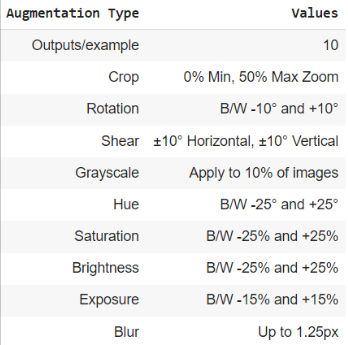 Augmentation Type Values
Outputs/example 10
Crop 0% Min, 50% Max Zoom
Rotation B/W -10° and +10°
Shear ±10° Horizontal, ±10° Vertical
Grayscale Apply to 10% of images
Hue B/W -25° and +25°
Saturation B/W -25% and +25%
Brightness B/W -25% and +25%
Exposure B/W -15% and +15%
Blur Up to 1.25px